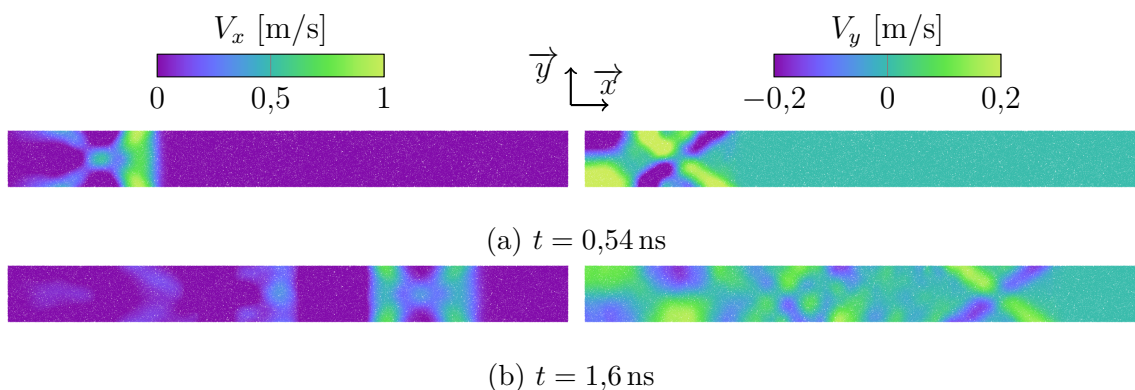 V_x [m/s]
0 0,5 1
y⃗ x⃗
V_y [m/s]
−0,2 0 0,2
(a) t = 0,54 ns
(b) t = 1,6 ns